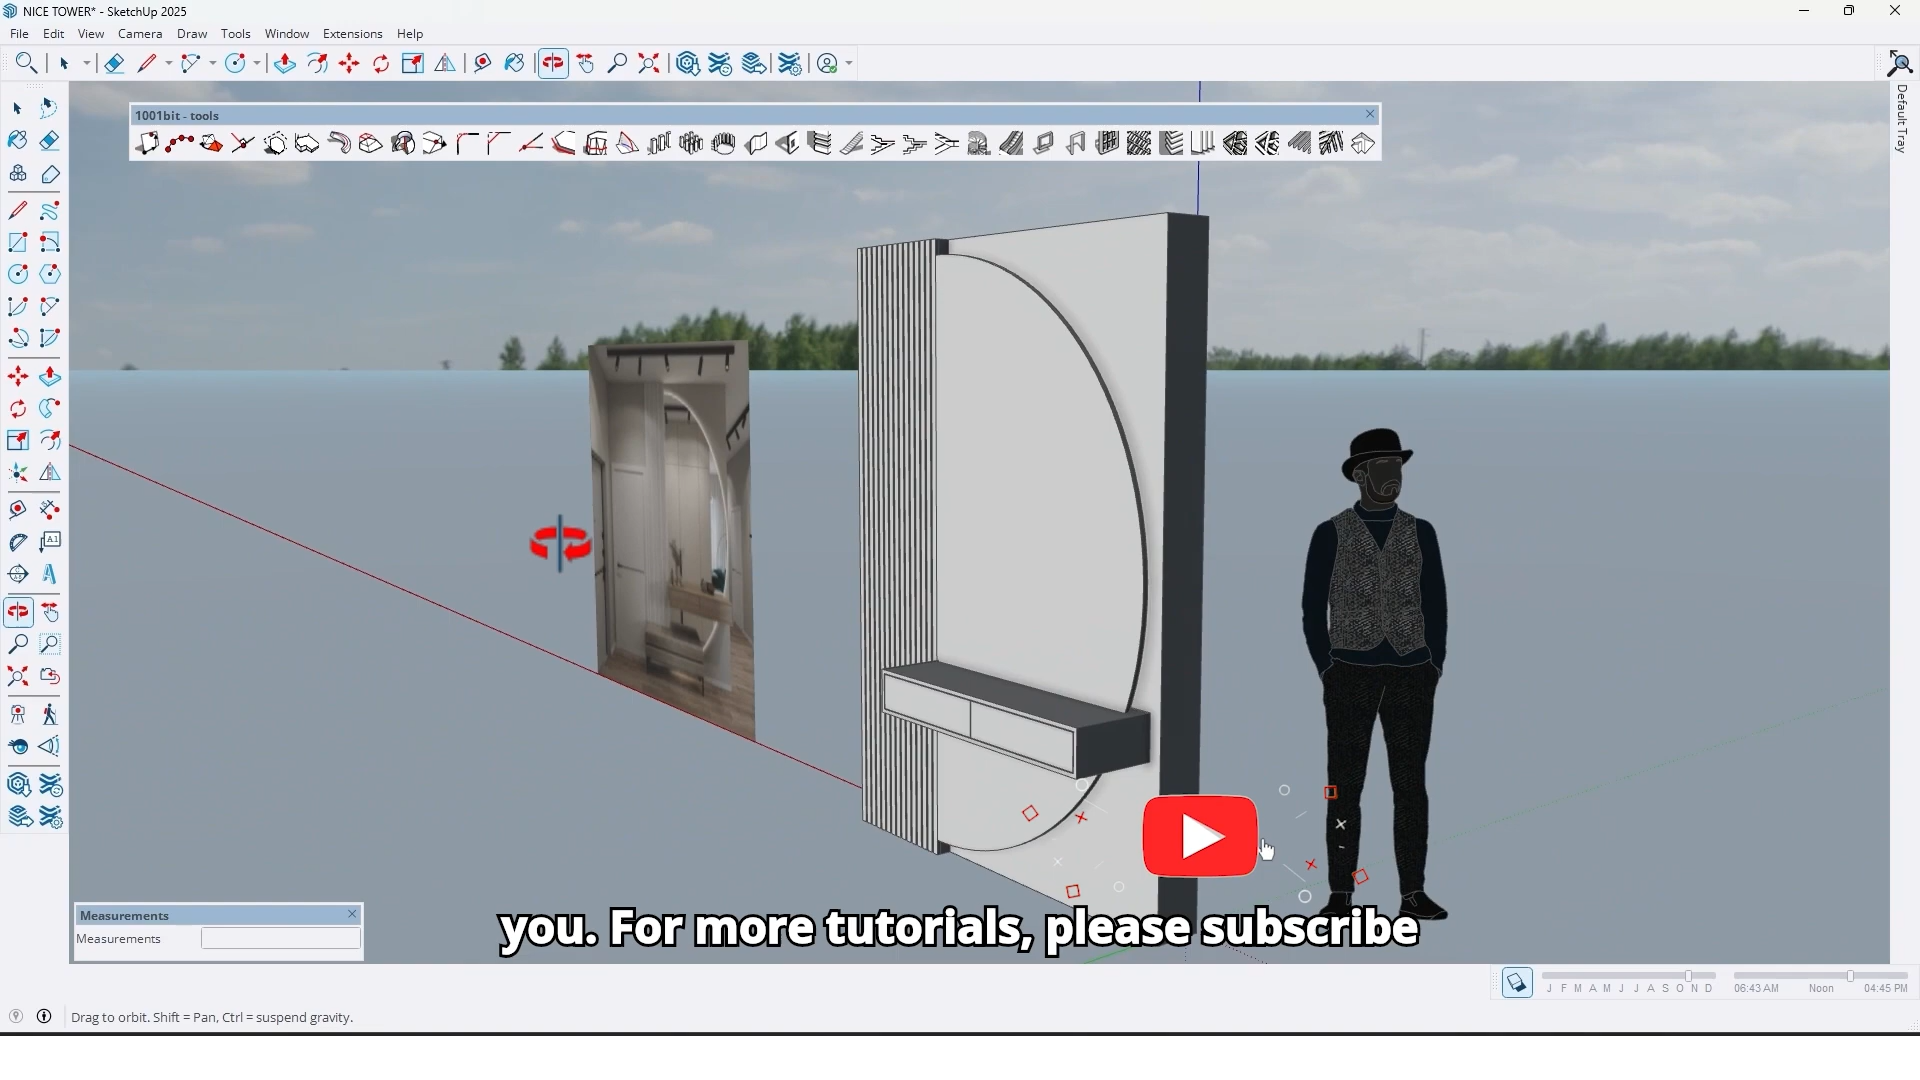 NICE TOWER* - SketchUp 2025
File Edit View Camera Draw Tools Window Extensions Help
1001bit - tools
Default Tray
A1
A
Measurements
Measurements
you. For more tutorials, please subscribe
J F M A M J J A S O N D 06:43 AM Noon 04:45 PM
Drag to orbit. Shift = Pan, Ctrl = suspend gravity.